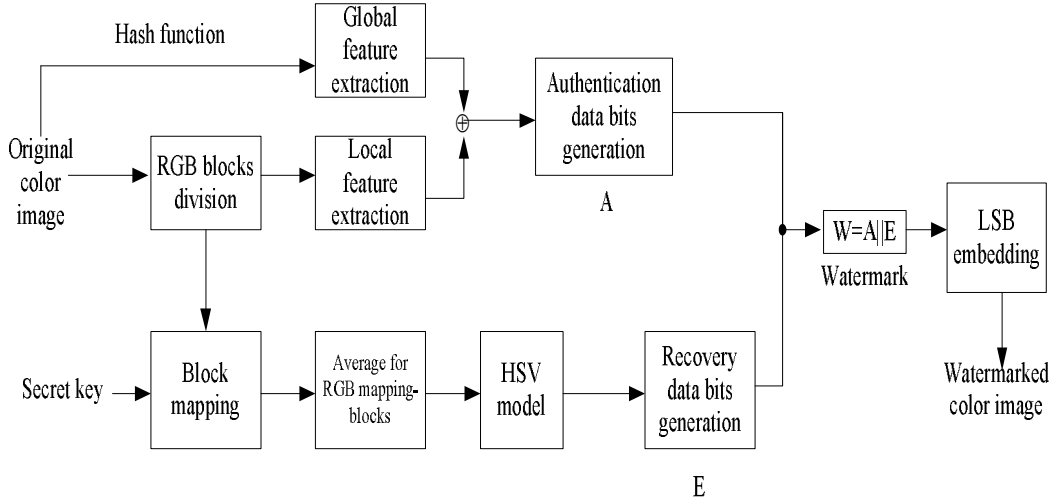 Hash function
Global
feature
extraction
Original
color
image
RGB blocks
division
Local
feature
extraction
⊕
Authentication
data bits
generation
A
W=A||E
Watermark
LSB
embedding
Secret key
Block
mapping
Average for
RGB mapping-
blocks
HSV
model
Recovery
data bits
generation
E
Watermarked
color image